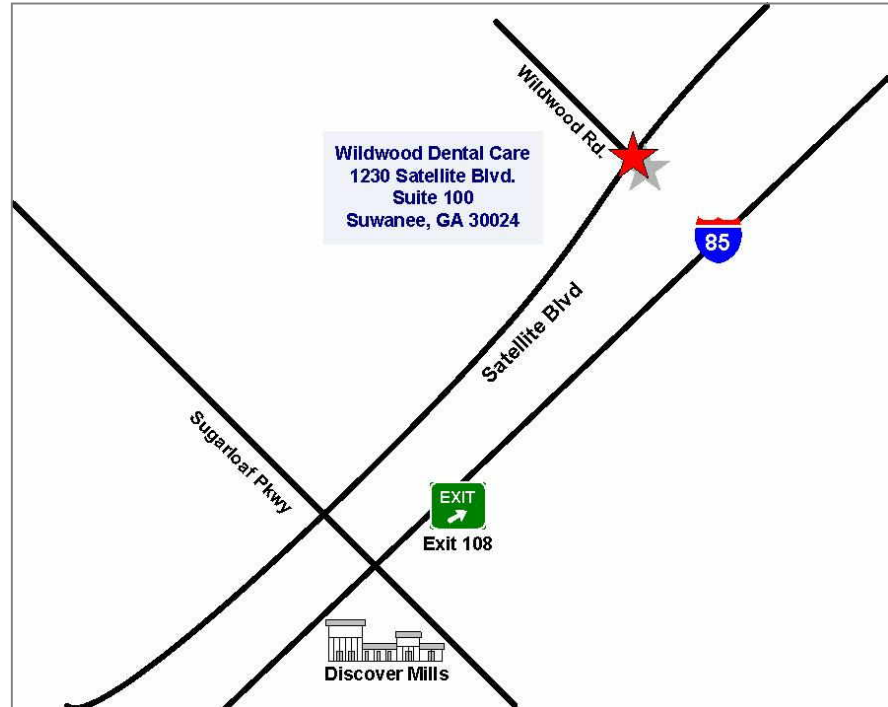 Wildwood Rd.
Wildwood Dental Care
1230 Satellite Blvd.
Suite 100
Suwanee, GA 30024
85
Satellite Blvd
Sugarloaf Pkwy
EXIT
Exit 108
Discover Mills